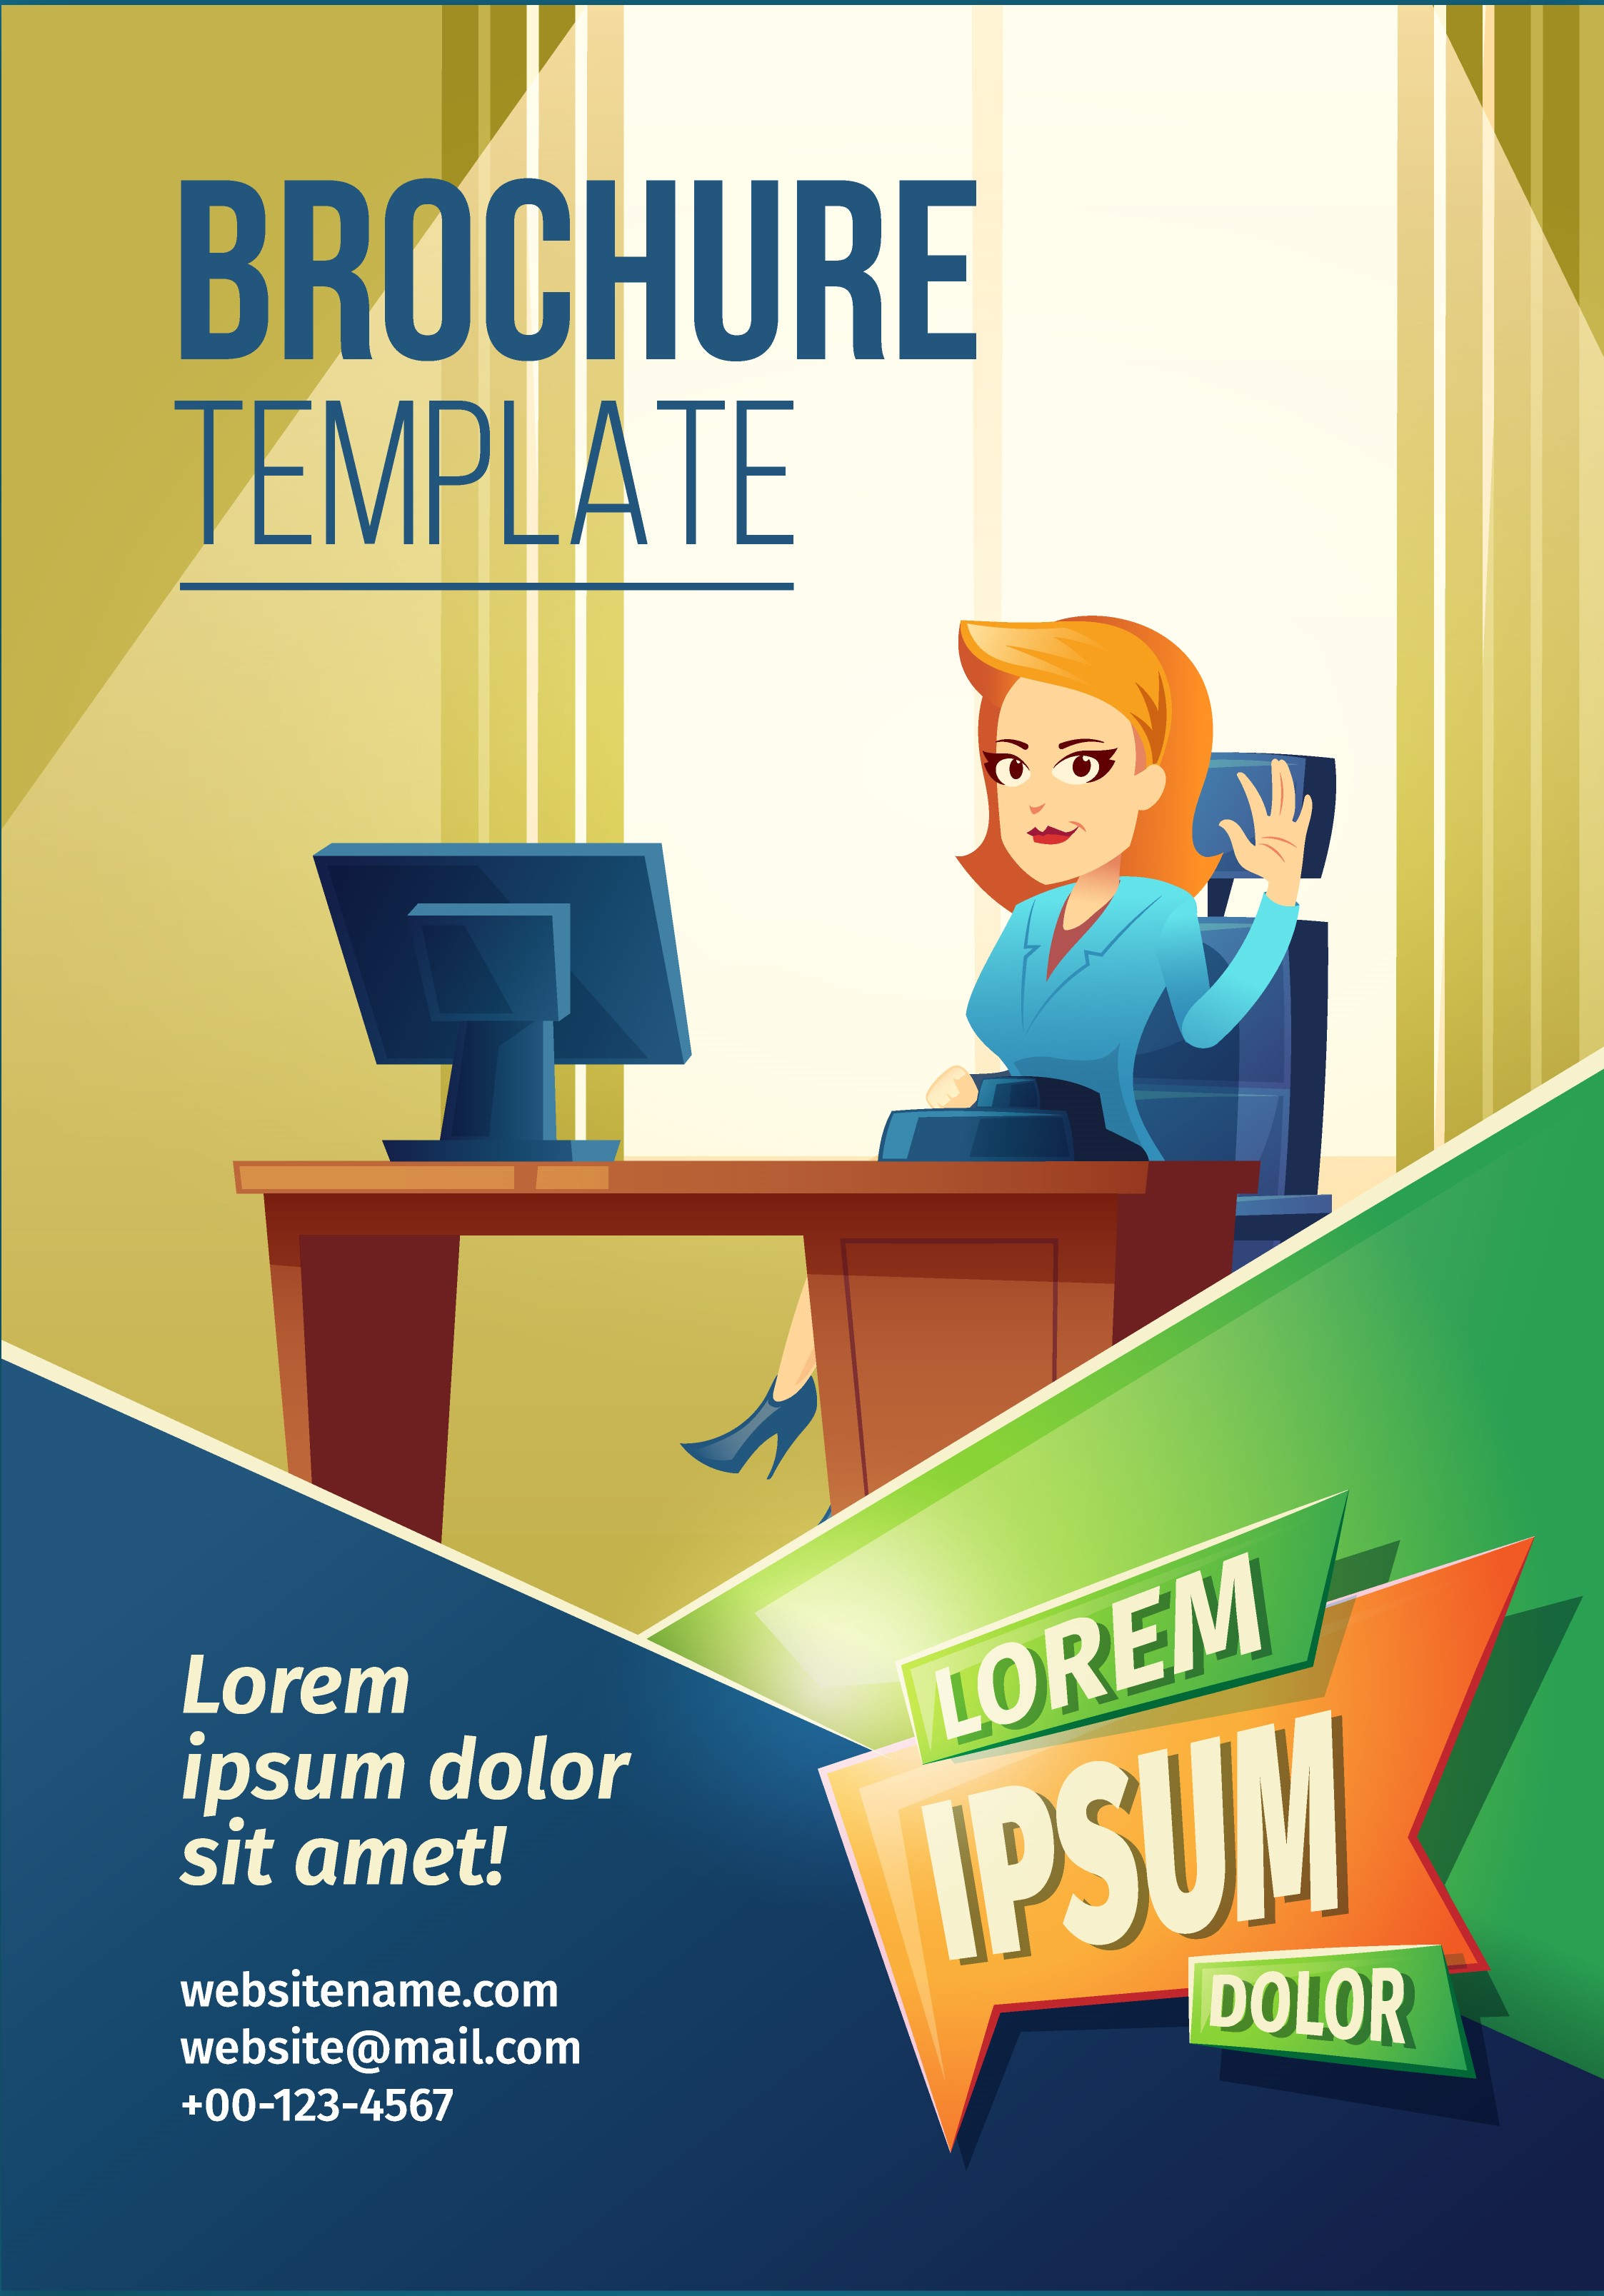 BROCHURE
TEMPLATE
Lorem
ipsum dolor
sit amet!
websitename.com
website@mail.com
+00-123-4567
LOREM
IPSUM
DOLOR